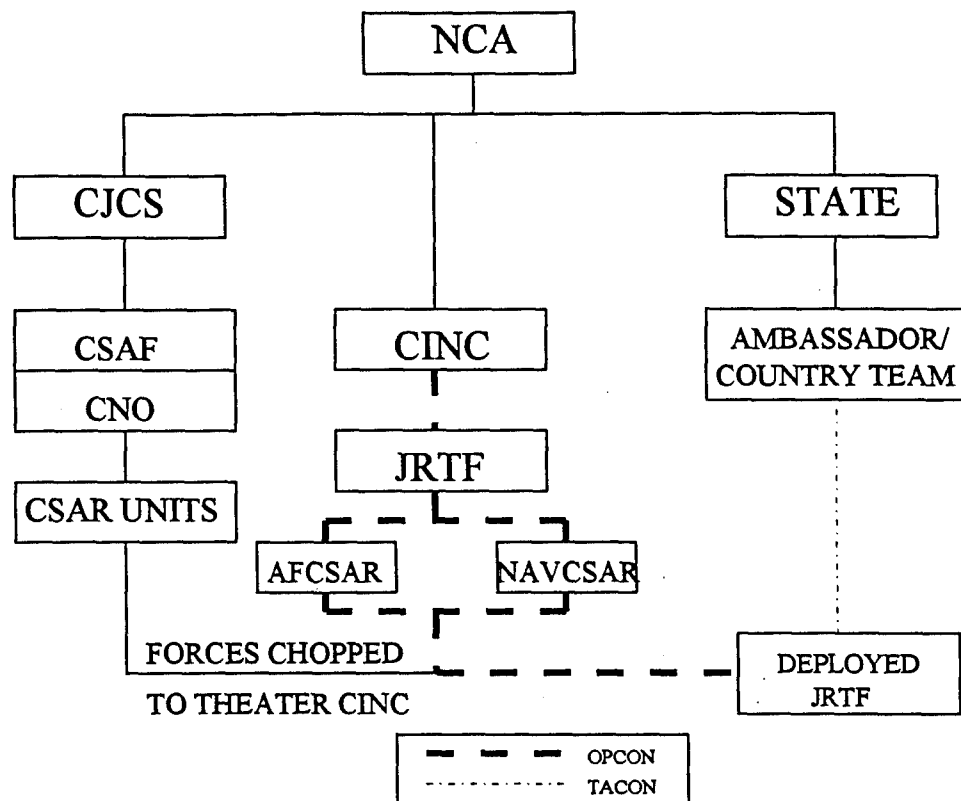 NCA
CJCS
STATE
CSAF
CNO
CINC
AMBASSADOR/
COUNTRY TEAM
JRTF
CSAR UNITS
AFCSAR
NAVCSAR
FORCES CHOPPED
TO THEATER CINC
DEPLOYED
JRTF
OPCON
TACON